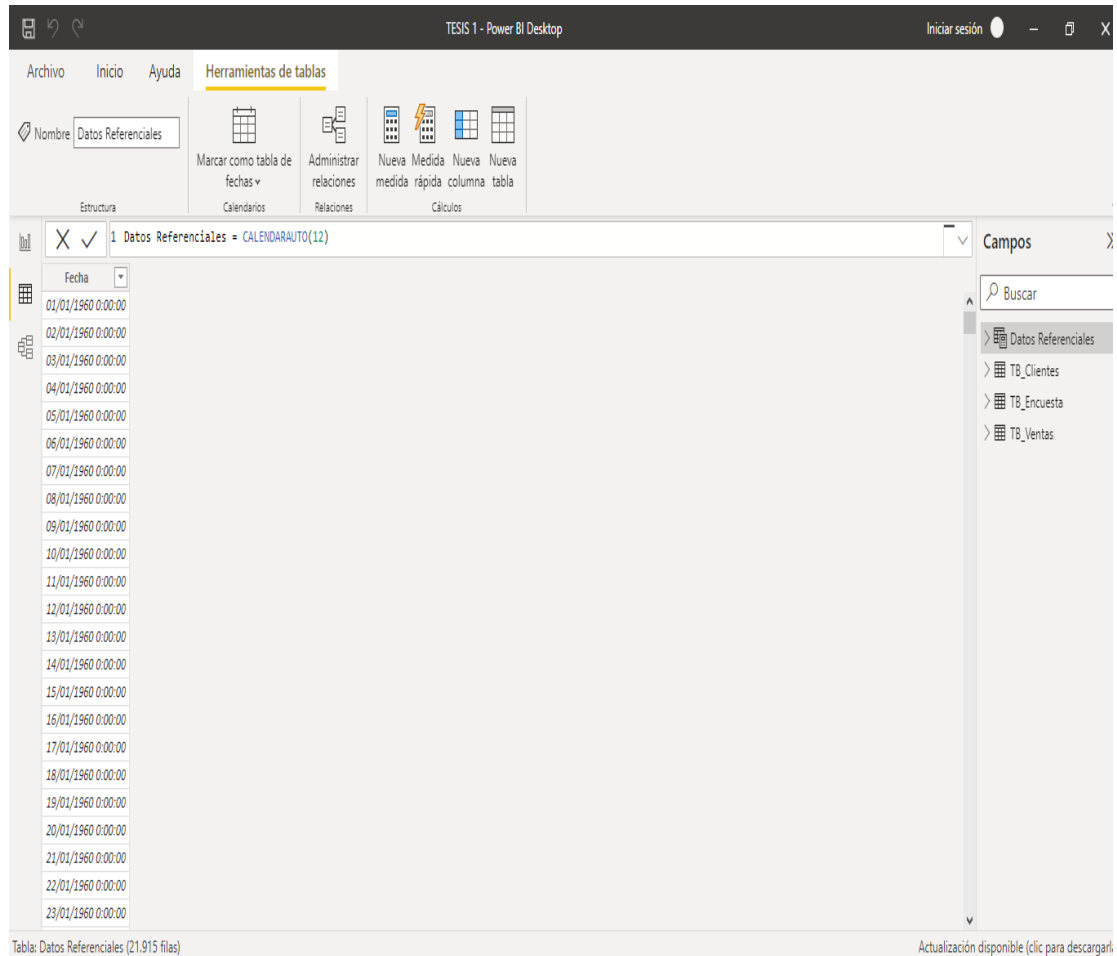 TESIS 1 - Power BI Desktop
Iniciar sesión
Archivo Inicio Ayuda Herramientas de tablas
Nombre Datos Referenciales
Marcar como tabla de
fechas
Administrar
relaciones
Nueva
medida
Medida
rápida
Nueva
columna
Nueva
tabla
Estructura Calendarios Relaciones Cálculos
1 Datos Referenciales = CALENDARAUTO(12)
Fecha
01/01/1960 0:00:00
02/01/1960 0:00:00
03/01/1960 0:00:00
04/01/1960 0:00:00
05/01/1960 0:00:00
06/01/1960 0:00:00
07/01/1960 0:00:00
08/01/1960 0:00:00
09/01/1960 0:00:00
10/01/1960 0:00:00
11/01/1960 0:00:00
12/01/1960 0:00:00
13/01/1960 0:00:00
14/01/1960 0:00:00
15/01/1960 0:00:00
16/01/1960 0:00:00
17/01/1960 0:00:00
18/01/1960 0:00:00
19/01/1960 0:00:00
20/01/1960 0:00:00
21/01/1960 0:00:00
22/01/1960 0:00:00
23/01/1960 0:00:00
Campos
Buscar
Datos Referenciales
TB_Clientes
TB_Encuesta
TB_Ventas
Tabla: Datos Referenciales (21.915 filas)
Actualización disponible (clic para descargarla